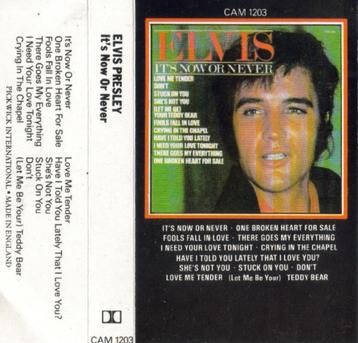 ELVIS PRESLEY
It's Now Or Never
It's Now Or Never
One Broken Heart For Sale
Fools Fall In Love
There Goes My Everything
I Need Your Love Tonight
Crying In The Chapel
Love Me Tender
Have I Told You Lately That I Love You?
She's Not You
Stuck On You
Don't
(Let Me Be Your) Teddy Bear
PICKWICK INTERNATIONAL • MADE IN ENGLAND
CAM 1203
CAM 1203
ELVIS
IT'S NOW OR NEVER
LOVE ME TENDER
DON'T
STUCK ON YOU
SHE'S NOT YOU
(LET ME BE)
YOUR TEDDY BEAR
FOOLS FALL IN LOVE
CRYING IN THE CHAPEL
HAVE I TOLD YOU LATELY
I NEED YOUR LOVE TONIGHT
THERE GOES MY EVERYTHING
ONE BROKEN HEART FOR SALE
IT'S NOW OR NEVER · ONE BROKEN HEART FOR SALE
FOOLS FALL IN LOVE · THERE GOES MY EVERYTHING
I NEED YOUR LOVE TONIGHT · CRYING IN THE CHAPEL
HAVE I TOLD YOU LATELY THAT I LOVE YOU?
SHE'S NOT YOU · STUCK ON YOU · DON'T
LOVE ME TENDER (Let Me Be Your) TEDDY BEAR